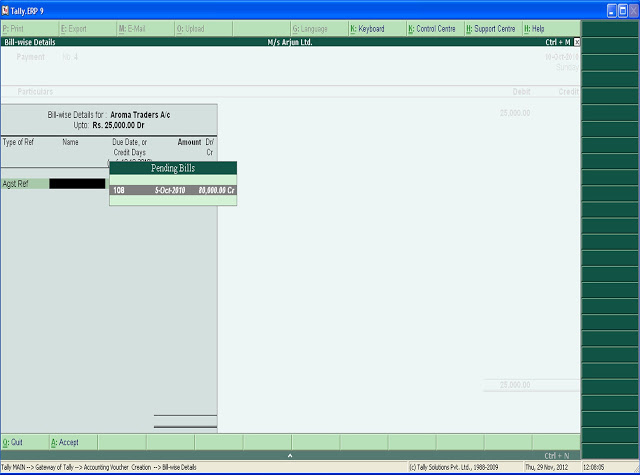 Tally.ERP 9
P: Print E: Export M: E-Mail O: Upload G: Language K: Keyboard K: Control Centre H: Support Centre H: Help
Bill-wise Details M/s Arjun Ltd. Ctrl + M
Payment No. 4 10-Oct-2010
Sunday
Particulars Debit Credit
25,000.00
Bill-wise Details for : Aroma Traders A/c
Upto: Rs. 25,000.00 Dr
Type of Ref Name Due Date, or Amount Dr/
Credit Days Cr
Pending Bills
Agst Ref
108 5-Oct-2010 80,000.00 Cr
25,000.00
Q: Quit A: Accept
Ctrl + N
Tally MAIN --> Gateway of Tally --> Accounting Voucher Creation --> Bill-wise Details (c) Tally Solutions Pvt. Ltd., 1988-2009 Thu, 29 Nov, 2012 12:08:05